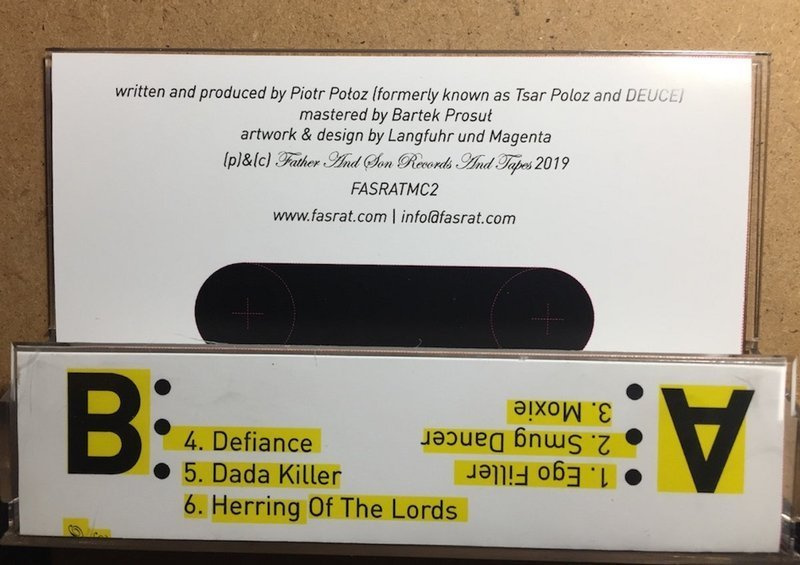 written and produced by Piotr Potoz (formerly known as Tsar Poloz and DEUCE)
mastered by Bartek Prosut
artwork & design by Langfuhr und Magenta
(p)&(c) Father And Son Records And Tapes 2019
FASRATMC2
www.fasrat.com | info@fasrat.com
B
4. Defiance
5. Dada Killer
6. Herring Of The Lords
A
1. Ego Filler
2. Smug Dancer
3. Moxie